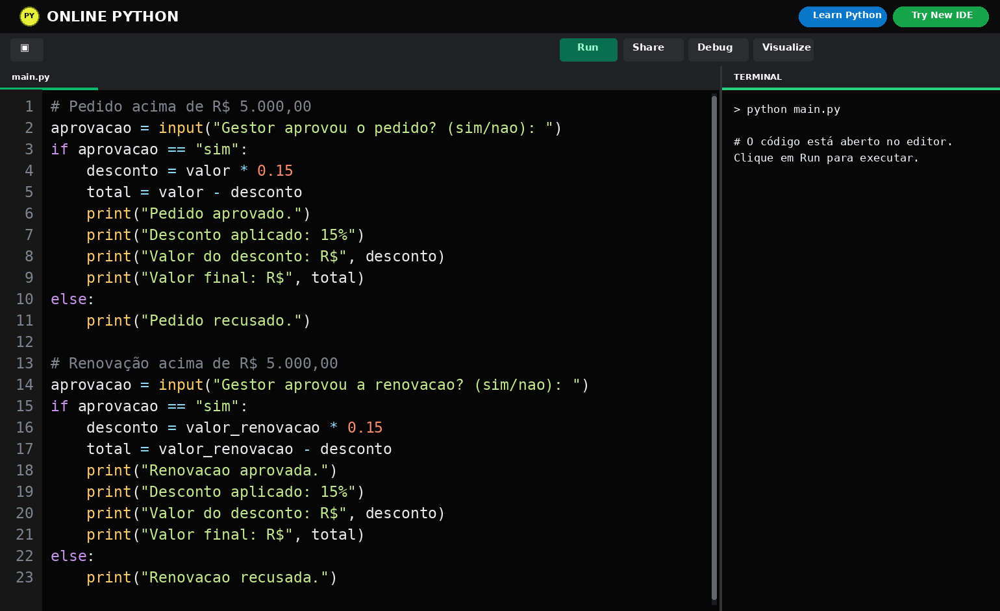 PY ONLINE PYTHON
Learn Python
Try New IDE
Run
Share
Debug
Visualize
main.py
1 # Pedido acima de R$ 5.000,00
2 aprovacao = input("Gestor aprovou o pedido? (sim/nao): ")
3 if aprovacao == "sim":
4     desconto = valor * 0.15
5     total = valor - desconto
6     print("Pedido aprovado.")
7     print("Desconto aplicado: 15%")
8     print("Valor do desconto: R$", desconto)
9     print("Valor final: R$", total)
10 else:
11     print("Pedido recusado.")
12
13 # Renovação acima de R$ 5.000,00
14 aprovacao = input("Gestor aprovou a renovacao? (sim/nao): ")
15 if aprovacao == "sim":
16     desconto = valor_renovacao * 0.15
17     total = valor_renovacao - desconto
18     print("Renovacao aprovada.")
19     print("Desconto aplicado: 15%")
20     print("Valor do desconto: R$", desconto)
21     print("Valor final: R$", total)
22 else:
23     print("Renovacao recusada.")
TERMINAL
> python main.py
# O código está aberto no editor.
Clique em Run para executar.